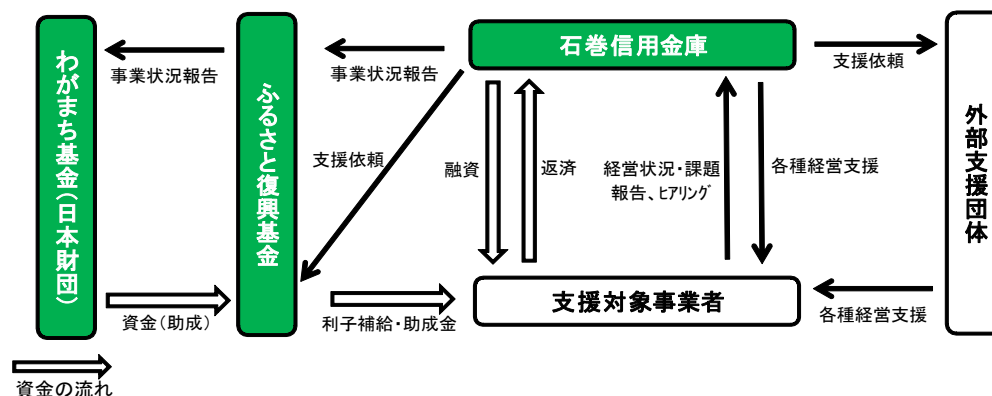 わがまち基金(日本財団)
事業状況報告
ふるさと復興基金
事業状況報告
石巻信用金庫
支援依頼
外部支援団体
支援依頼
融資
返済
経営状況・課題
報告、ﾋｱﾘﾝｸﾞ
各種経営支援
資金(助成)
利子補給・助成金
支援対象事業者
各種経営支援
資金の流れ